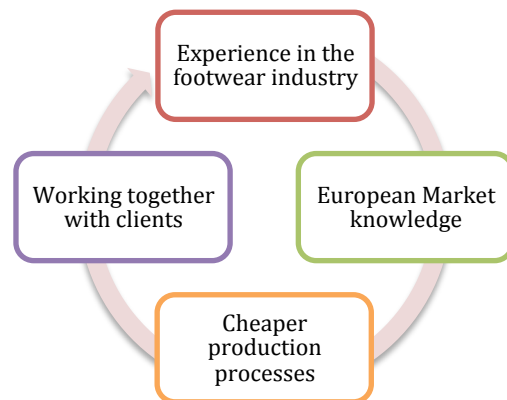 Experience in the
footwear industry
European Market
knowledge
Cheaper
production
processes
Working together
with clients